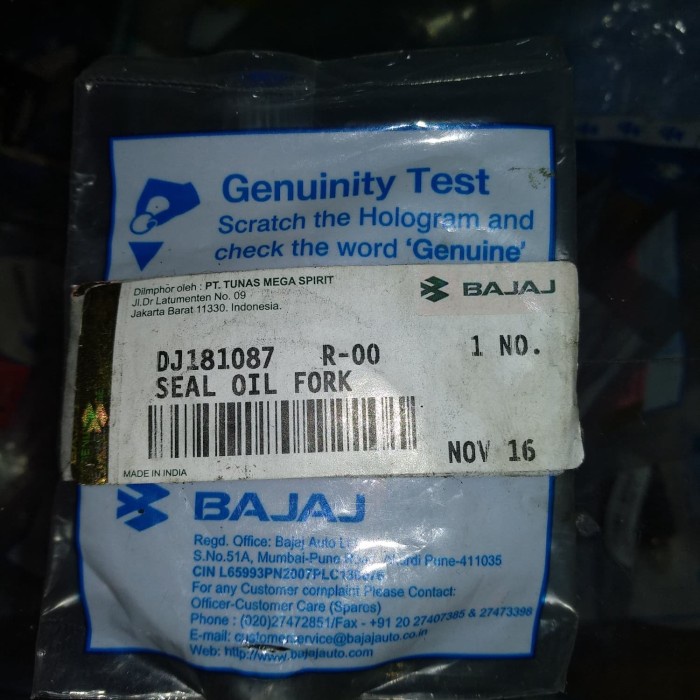 Genuinity Test
Scratch the Hologram and
check the word 'Genuine'
DiImphor oleh : PT. TUNAS MEGA SPIRIT
Jl.Dr Latumenten No. 09
Jakarta Barat 11330. Indonesia.
BAJAJ
DJ181087 R-00 1 NO.
SEAL OIL FORK
NOV 16
MADE IN INDIA
BAJAJ
Regd. Office: Bajaj Auto
S.No.51A, Mumbai-Pune Pune-411035
CIN
For any Customer complaint Please Contact:
Officer-Customer Care (Spares)
Phone : (020)27472851/Fax - +91 20 27407385 & 27473398
E-mail: customerservice@bajajauto.co.in
Web: http://www.bajajauto.com